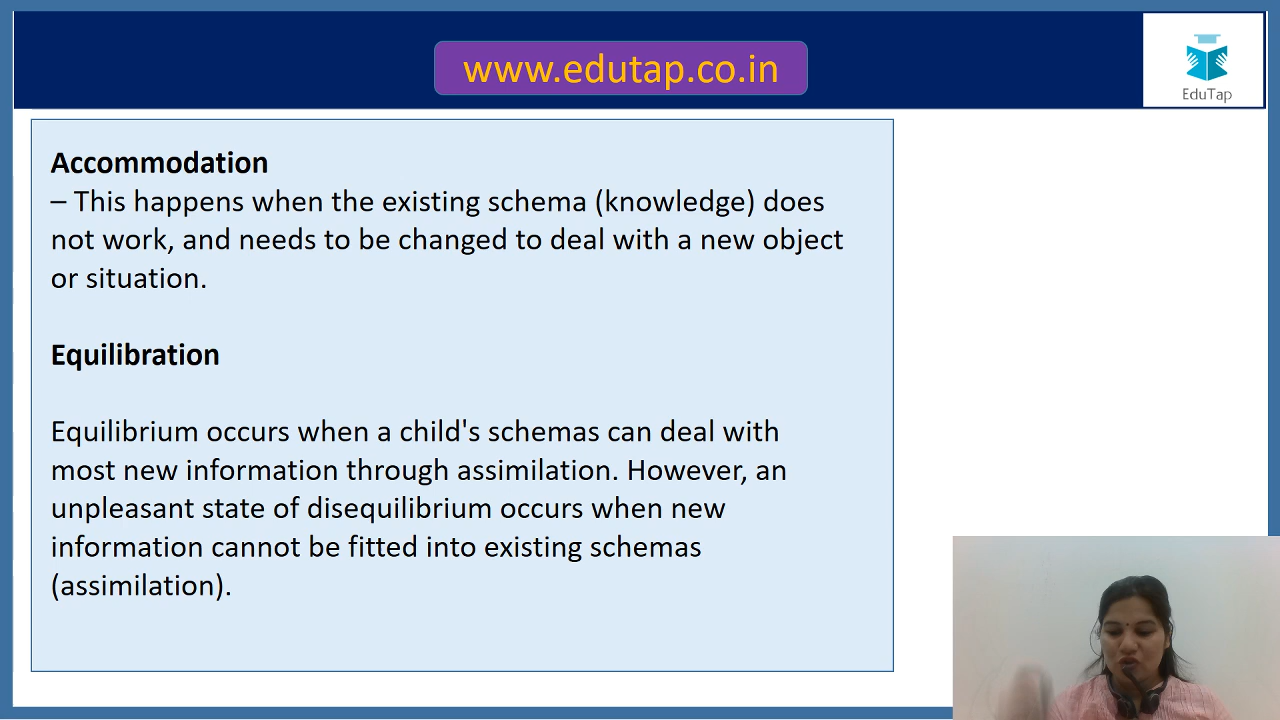 www.edutap.co.in
EduTap
Accommodation
– This happens when the existing schema (knowledge) does
not work, and needs to be changed to deal with a new object
or situation.
Equilibration
Equilibrium occurs when a child's schemas can deal with
most new information through assimilation. However, an
unpleasant state of disequilibrium occurs when new
information cannot be fitted into existing schemas
(assimilation).